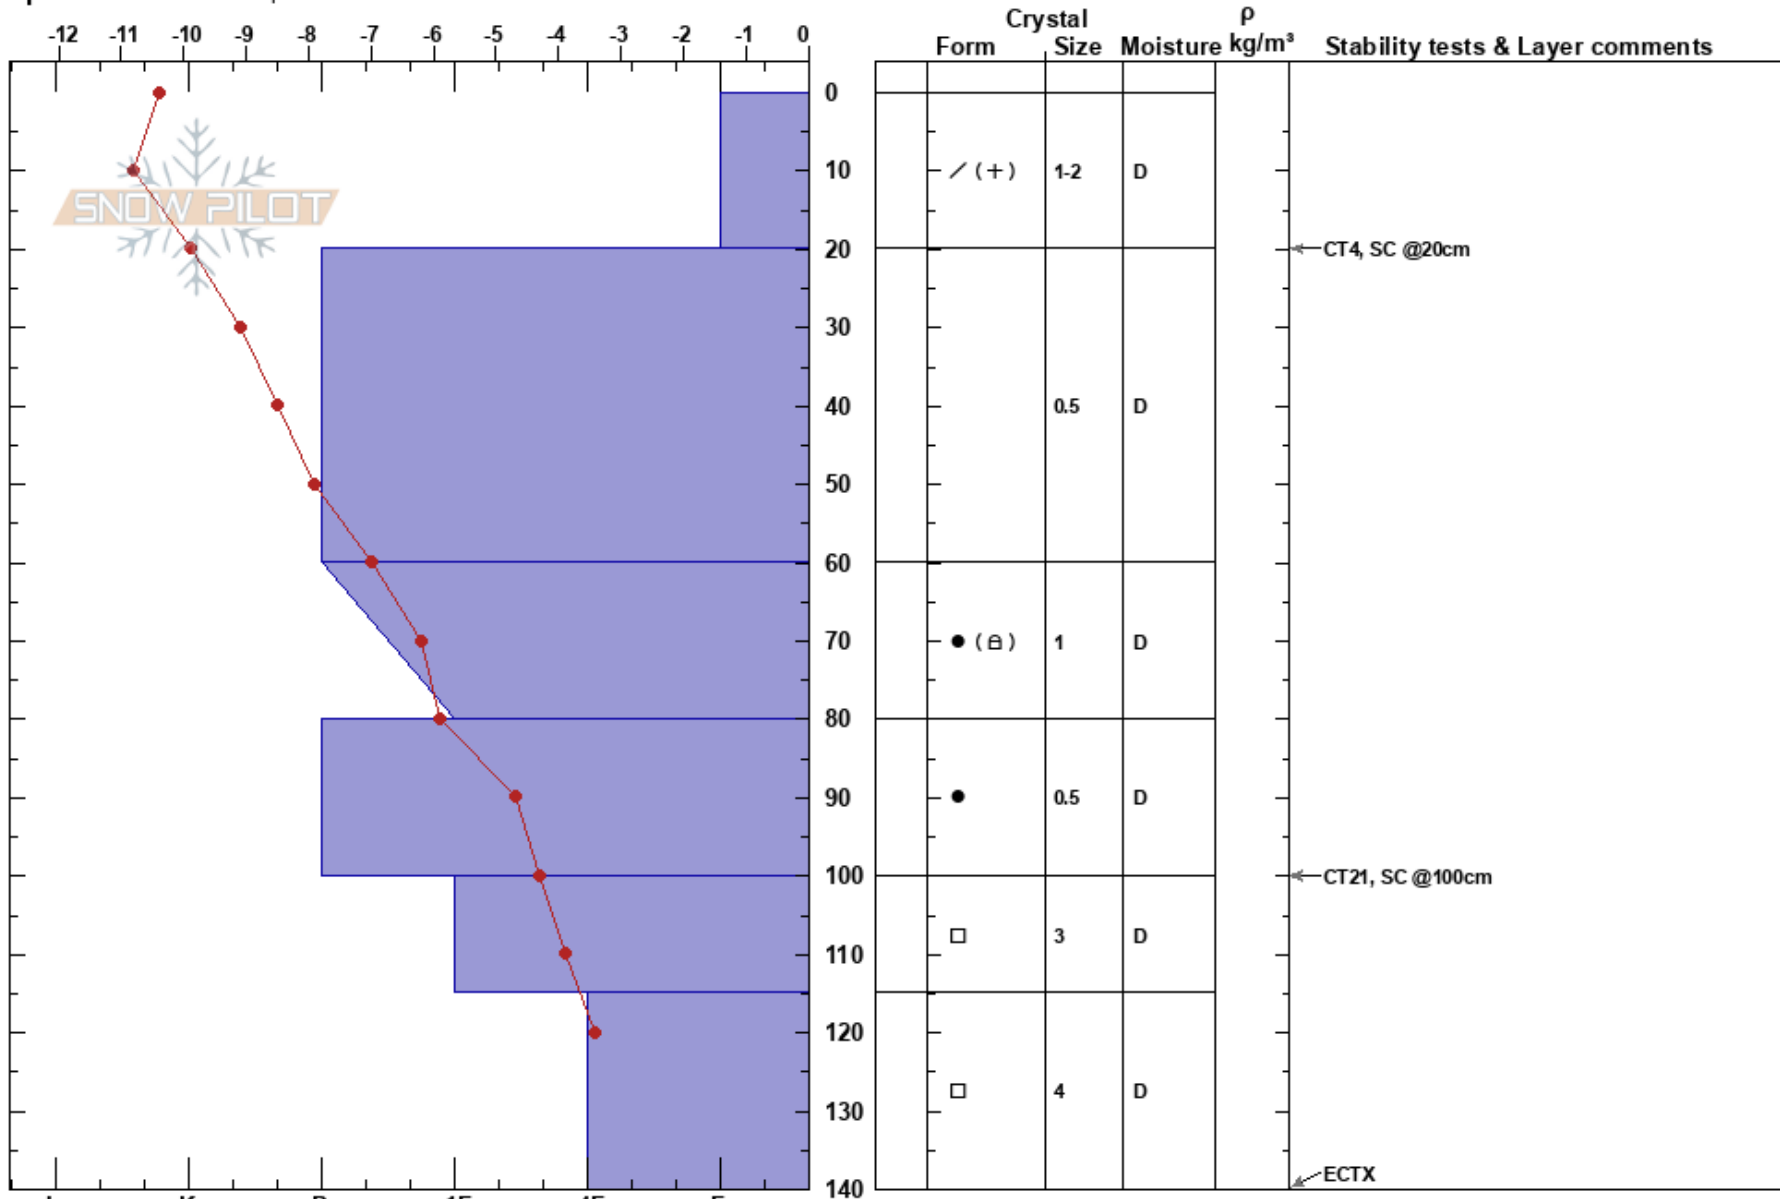 Crystal ρ
-12 -11 -10 -9 -8 -7 -6 -5 -4 -3 -2 -1 0 Form Size Moisture kg/m³ Stability tests & Layer comments
0
10 / (+) 1-2 D
SNOW PILOT
20 CT4, SC @20cm
30
40 0.5 D
50
60
70 ● ( ) 1 D
80
90 ● 0.5 D
100 CT21, SC @100cm
□ 3 D
110
120
□ 4 D
130
ECTX
140